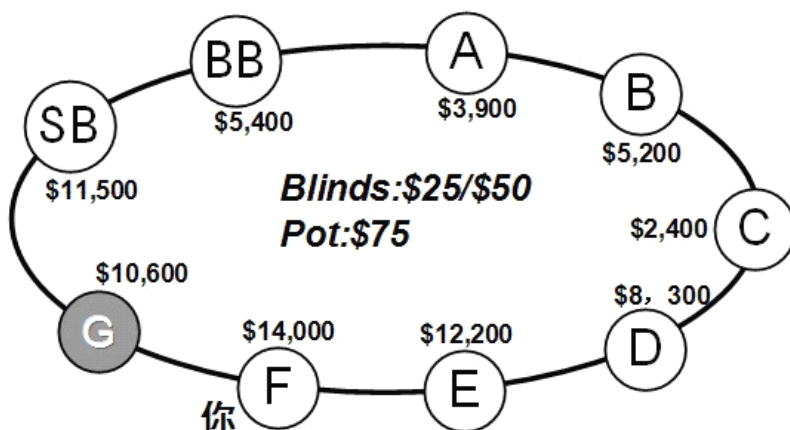 BB
A
SB
B
$5,400
$3,900
$11,500
$5,200
Blinds:$25/$50
Pot:$75
$2,400
C
$10,600
$8，300
G
$14,000
$12,200
D
F
E
你